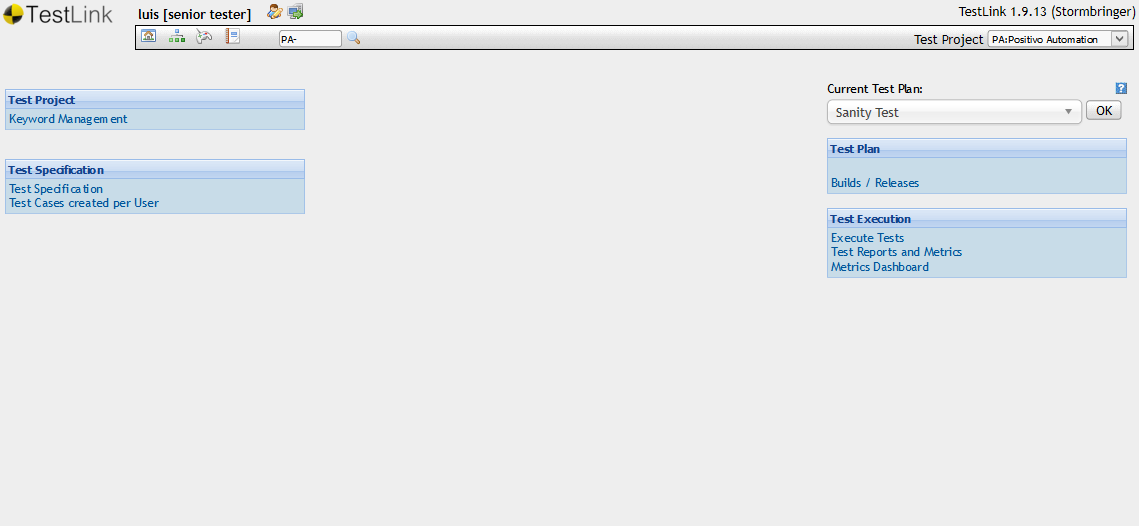 TestLink
luis [senior tester]
TestLink 1.9.13 (Stormbringer)
PA-
Test Project
PA:Positivo Automation
Test Project
Keyword Management
Test Specification
Test Specification
Test Cases created per User
Current Test Plan:
?
Sanity Test
OK
Test Plan
Builds / Releases
Test Execution
Execute Tests
Test Reports and Metrics
Metrics Dashboard